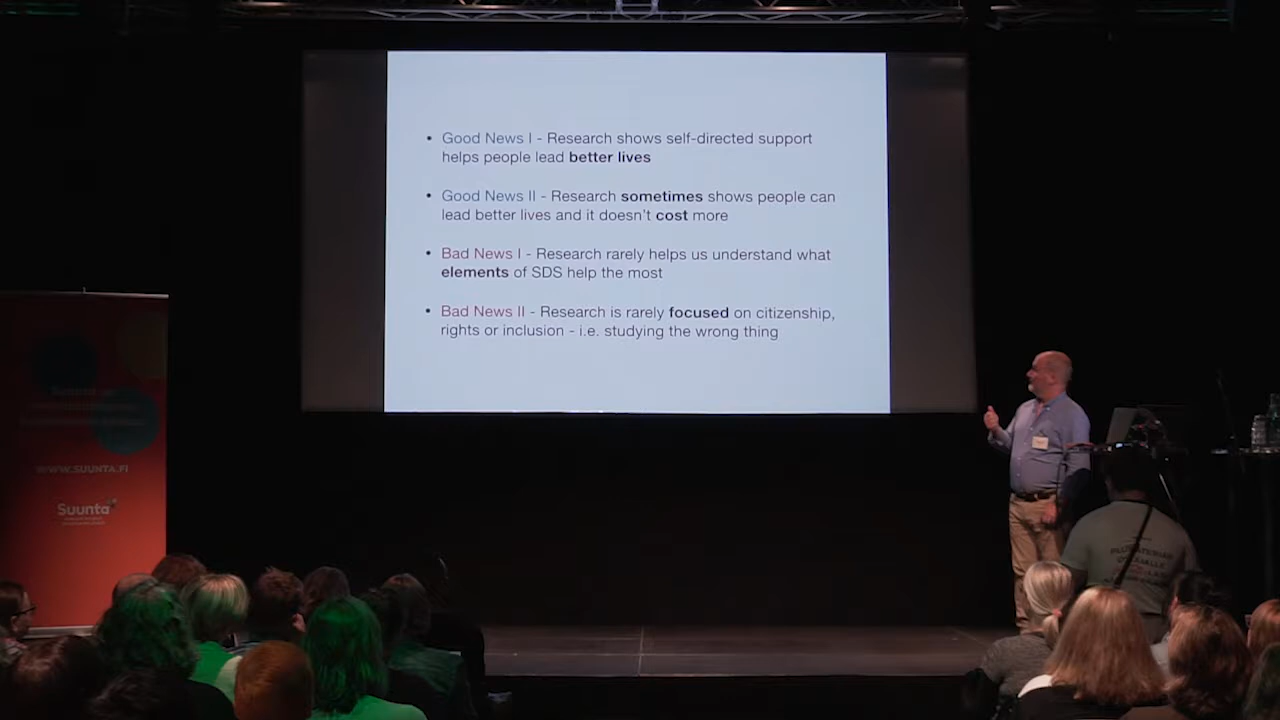 • Good News I - Research shows self-directed support
helps people lead better lives
• Good News II - Research sometimes shows people can
lead better lives and it doesn't cost more
• Bad News I - Research rarely helps us understand what
elements of SDS help the most
• Bad News II - Research is rarely focused on citizenship,
rights or inclusion - i.e. studying the wrong thing
WWW.SUUNTA.FI
Suunta